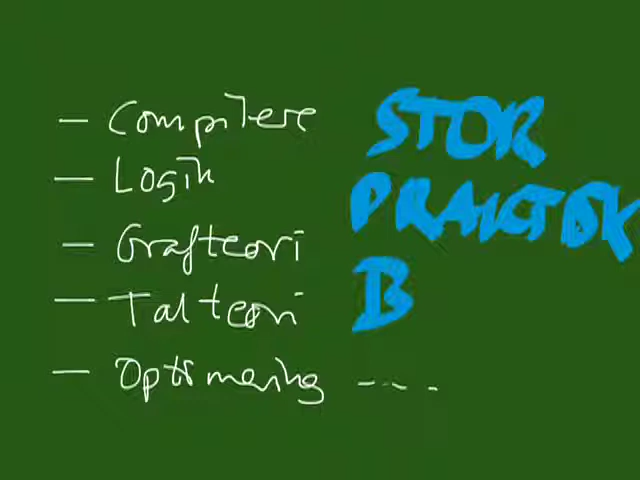 - Compilere
- Logik
- Grafteori
- Talteori
- Optimering ----
STOR
PRAKTISK
B